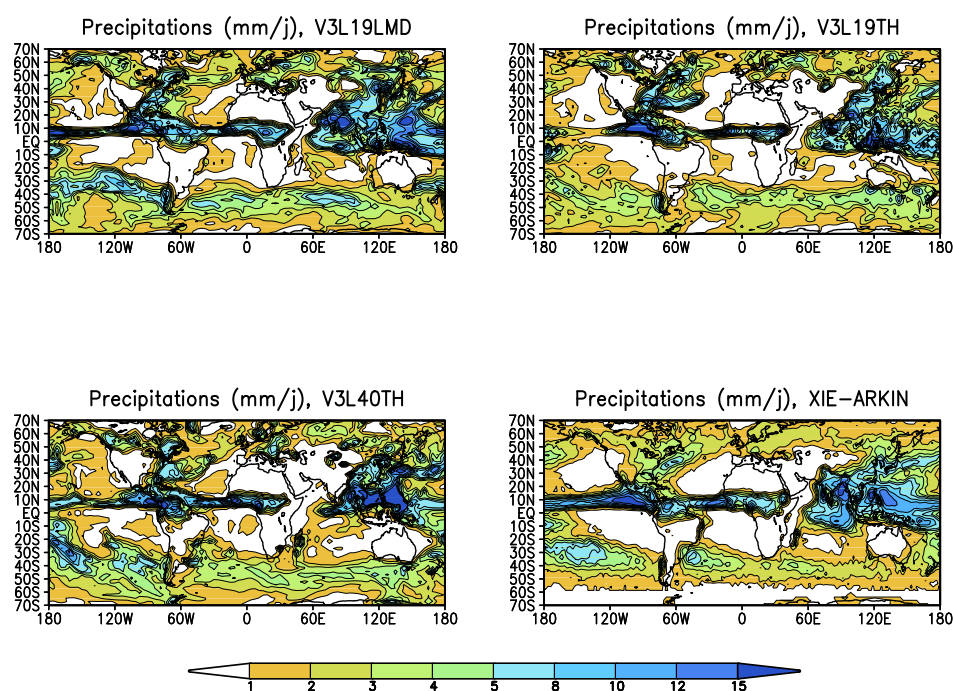 Precipitations (mm/j), V3L19LMD
70N
60N
50N
40N
30N
20N
10N
EQ
10S
20S
30S
40S
50S
60S
70S
180 120W 60W 0 60E 120E 180
Precipitations (mm/j), V3L19TH
70N
60N
50N
40N
30N
20N
10N
EQ
10S
20S
30S
40S
50S
60S
70S
180 120W 60W 0 60E 120E 180
Precipitations (mm/j), V3L40TH
70N
60N
50N
40N
30N
20N
10N
EQ
10S
20S
30S
40S
50S
60S
70S
180 120W 60W 0 60E 120E 180
Precipitations (mm/j), XIE-ARKIN
70N
60N
50N
40N
30N
20N
10N
EQ
10S
20S
30S
40S
50S
60S
70S
180 120W 60W 0 60E 120E 180
1 2 3 4 5 8 10 12 15